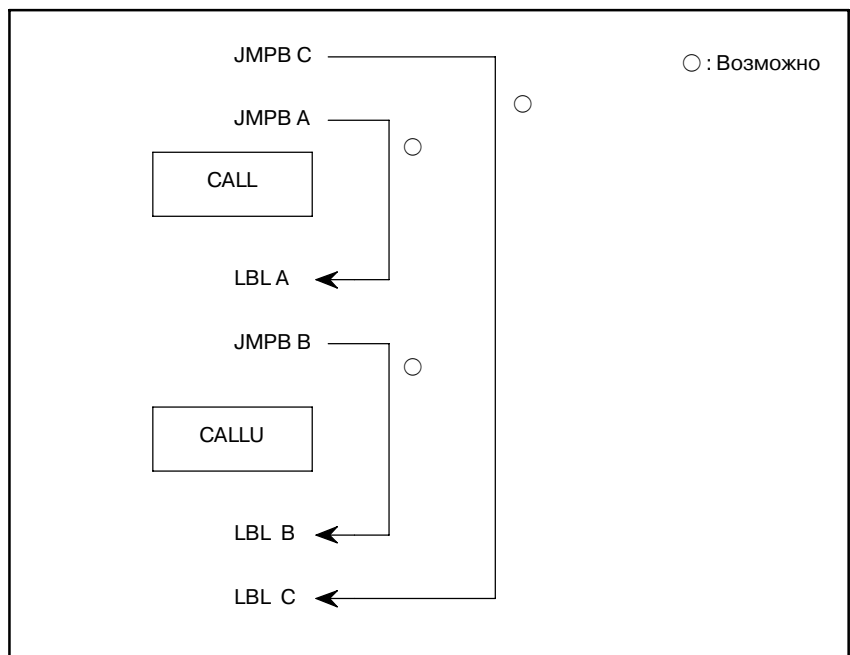 JMPB C
○ : Возможно
JMPB A
CALL
LBL A
JMPB B
CALLU
LBL B
LBL C